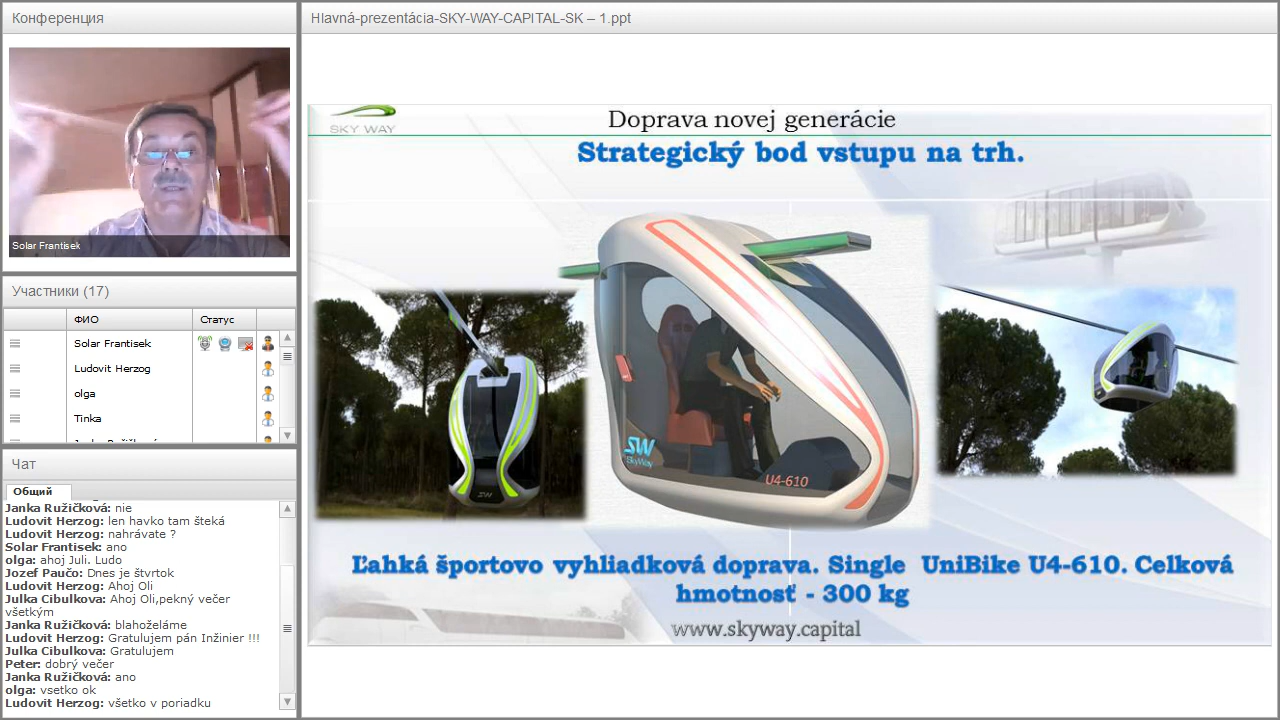 Конференция
Solar Frantisek
Участники (17)
ФИО
Статус
Solar Frantisek
Ludovit Herzog
olga
Tinka
Чат
Общий
Janka Ružičková: nie
Ludovit Herzog: len havko tam šteká
Ludovit Herzog: nahrávate ?
Solar Frantisek: ano
olga: ahoj Juli. Ludo
Jozef Paučo: Dnes je štvrtok
Ludovit Herzog: Ahoj Oli
Julka Cibulkova: Ahoj Oli,pekný večer
všetkým
Janka Ružičková: blahoželáme
Ludovit Herzog: Gratulujem pán Inžinier !!!
Julka Cibulkova: Gratulujem
Peter: dobrý večer
Janka Ružičková: ano
olga: vsetko ok
Ludovit Herzog: všetko v poriadku
Hlavná-prezentácia-SKY-WAY-CAPITAL-SK – 1.ppt
SKY WAY
Doprava novej generácie
Strategický bod vstupu na trh.
SW
SkyWay
U4-610
SW
Ľahká športovo vyhliadková doprava. Single UniBike U4-610. Celková
hmotnosť - 300 kg
www.skyway.capital